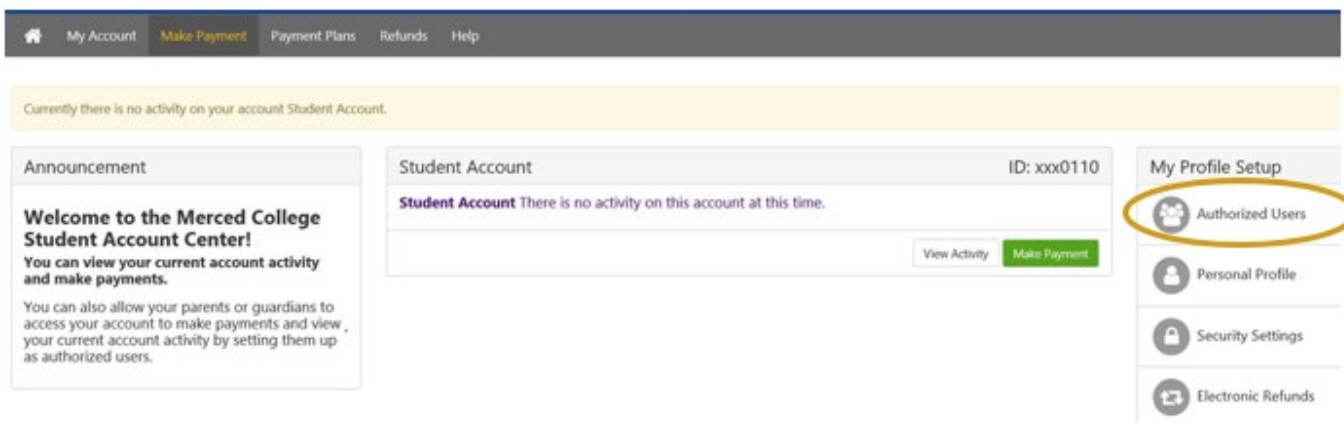 My Account Make Payment Payment Plans Refunds Help
Currently there is no activity on your account Student Account.
Announcement
Welcome to the Merced College
Student Account Center!
You can view your current account activity
and make payments.
You can also allow your parents or guardians to
access your account to make payments and view
your current account activity by setting them up
as authorized users.
Student Account ID: xxx0110
Student Account There is no activity on this account at this time.
View Activity Make Payment
My Profile Setup
Authorized Users
Personal Profile
Security Settings
Electronic Refunds